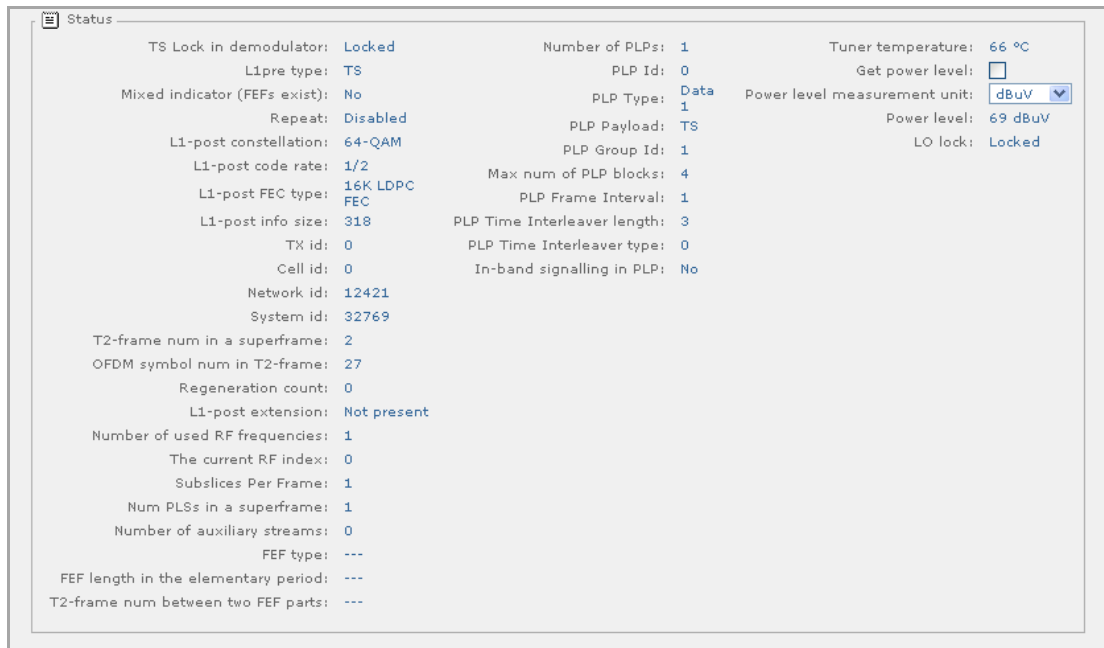 Status
TS Lock in demodulator: Locked
L1pre type: TS
Mixed indicator (FEFs exist): No
Repeat: Disabled
L1-post constellation: 64-QAM
L1-post code rate: 1/2
L1-post FEC type: 16K LDPC
FEC
L1-post info size: 318
TX id: 0
Cell id: 0
Network id: 12421
System id: 32769
T2-frame num in a superframe: 2
OFDM symbol num in T2-frame: 27
Regeneration count: 0
L1-post extension: Not present
Number of used RF frequencies: 1
The current RF index: 0
Subslices Per Frame: 1
Num PLSs in a superframe: 1
Number of auxiliary streams: 0
FEF type: ---
FEF length in the elementary period: ---
T2-frame num between two FEF parts: ---
Number of PLPs: 1
PLP Id: 0
PLP Type: Data
1
PLP Payload: TS
PLP Group Id: 1
Max num of PLP blocks: 4
PLP Frame Interval: 1
PLP Time Interleaver length: 3
PLP Time Interleaver type: 0
In-band signalling in PLP: No
Tuner temperature: 66 ºC
Get power level:
Power level measurement unit: dBuV
Power level: 69 dBuV
LO lock: Locked